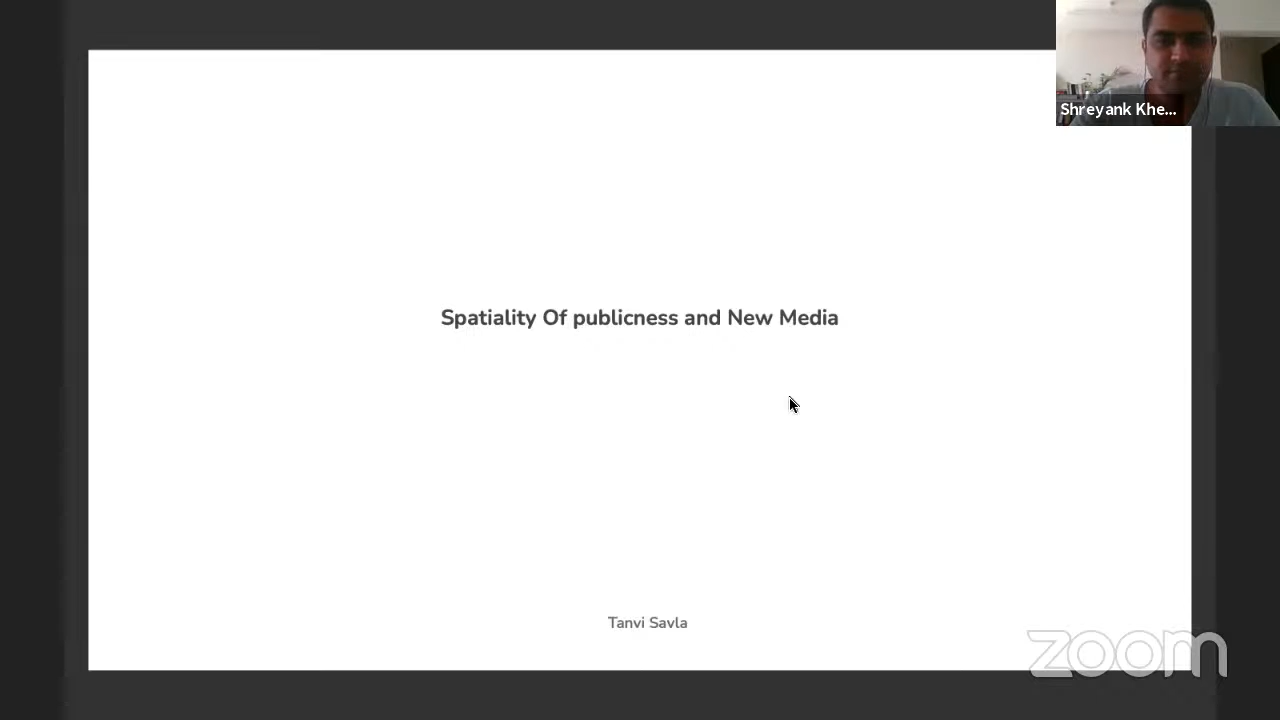 Shreyank Khe...
Spatiality Of publicness and New Media
Tanvi Savla
zoom